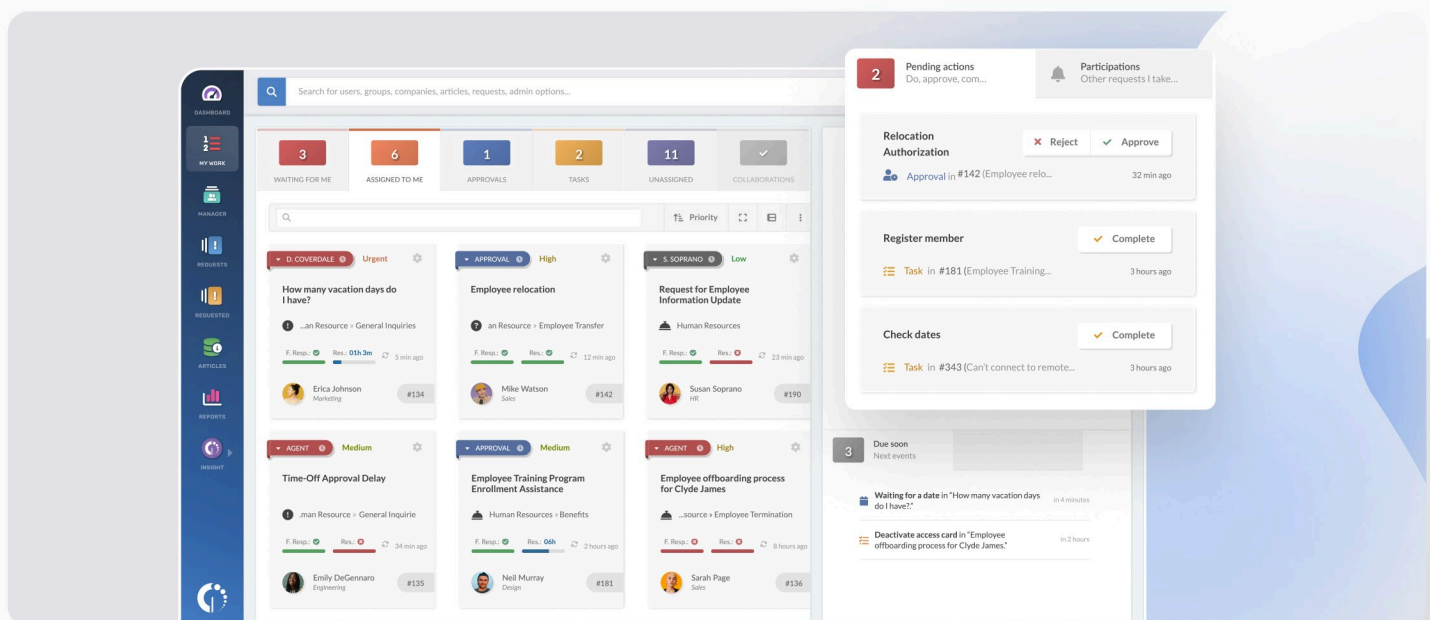 DASHBOARD
1
2
MY WORK
MANAGER
REQUESTS
REQUESTED
ARTICLES
REPORTS
INSIGHT
Search for users, groups, companies, articles, requests, admin options...
3
WAITING FOR ME
6
ASSIGNED TO ME
1
APPROVALS
2
TASKS
11
UNASSIGNED
COLLABORATIONS
Priority
D. COVERDALE Urgent
How many vacation days do
I have?
...an Resource > General Inquiries
F. Resp.: Res.: 01h 3m 5 min ago
Erica Johnson
Marketing
#134
APPROVAL High
Employee relocation
an Resource > Employee Transfer
F. Resp.: Res.: 12 min ago
Mike Watson
Sales
#142
S. SOPRANO Low
Request for Employee
Information Update
Human Resources
F. Resp.: Res.: 23 min ago
Susan Soprano
HR
#190
AGENT Medium
Time-Off Approval Delay
.man Resource > General Inquirie
F. Resp.: Res.: 34 min ago
Emily DeGennaro
Engineering
#135
APPROVAL Medium
Employee Training Program
Enrollment Assistance
Human Resources > Benefits
F. Resp.: Res.: 06h 2 hours ago
Neil Murray
Design
#181
AGENT High
Employee offboarding process
for Clyde James
...source » Employee Termination
F. Resp.: Res.: 8 hours ago
Sarah Page
Sales
#136
2
Pending actions
Do, approve, com...
Participations
Other requests I take...
Relocation
Authorization
Reject Approve
Approval in #142 (Employee relo... 32 min ago
Register member Complete
Task in #181 (Employee Training... 3 hours ago
Check dates Complete
Task in #343 (Can't connect to remote... 3 hours ago
3
Due soon
Next events
Waiting for a date in "How many vacation days
do I have?."
in 4 minutes
Deactivate access card in "Employee
offboarding process for Clyde James."
in 2 hours